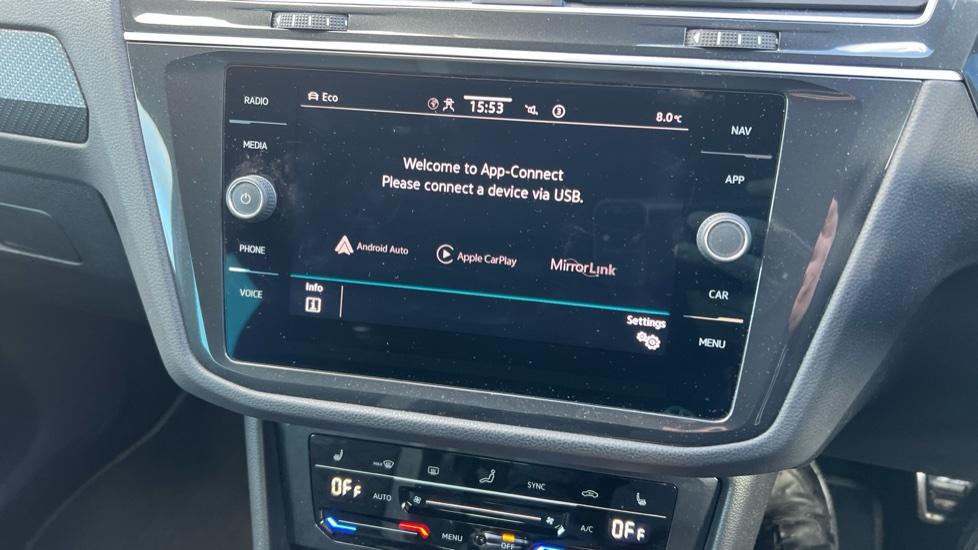 RADIO
MEDIA
PHONE
VOICE
Eco
15:53
8.0°C
Welcome to App-Connect
Please connect a device via USB.
Android Auto
Apple CarPlay
MirrorLink
Info
Settings
NAV
APP
CAR
MENU
MAX
SYNC
OFF
AUTO
MENU
OFF
A/C
OFF